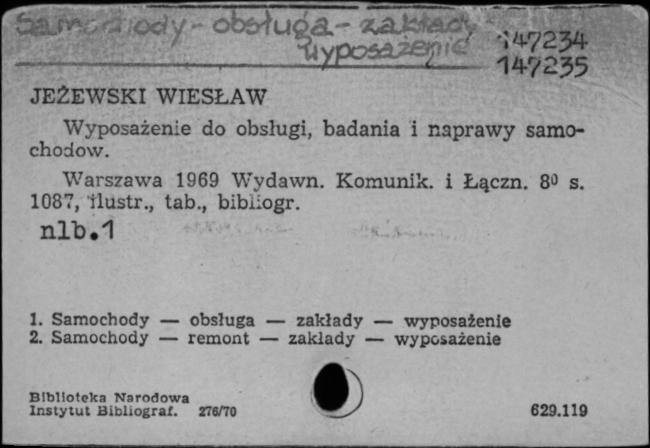 Samochody - obsługa - zakłady
wyposażenie
147234
147235
JEŻEWSKI WIESŁAW
Wyposażenie do obsługi, badania i naprawy samo-
chodow.
Warszawa 1969 Wydawn. Komunik. i Łączn. 8⁰ s.
1087, ilustr., tab., bibliogr.
nlb.1
1. Samochody — obsługa — zakłady — wyposażenie
2. Samochody — remont — zakłady — wyposażenie
Biblioteka Narodowa
Instytut Bibliograf. 276/70
629.119